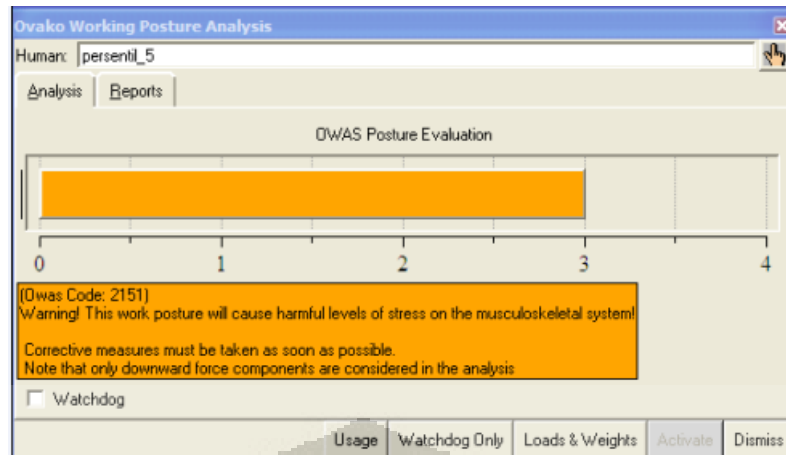 Ovako Working Posture Analysis
Human: persentil_5
Analysis Reports
OWAS Posture Evaluation
0 1 2 3 4
(Owas Code: 2151)
Warning! This work posture will cause harmful levels of stress on the musculoskeletal system!
Corrective measures must be taken as soon as possible.
Note that only downward force components are considered in the analysis
Watchdog
Usage Watchdog Only Loads & Weights Activate Dismiss